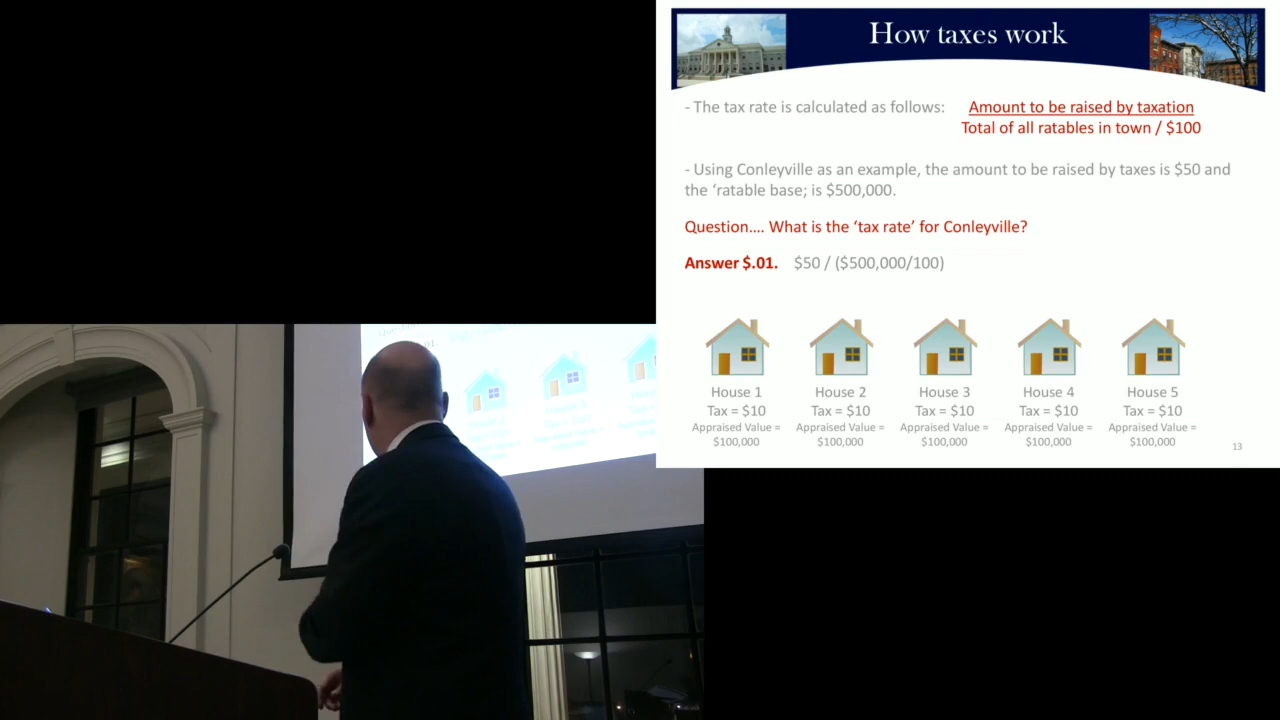 How taxes work
- The tax rate is calculated as follows: Amount to be raised by taxation
Total of all ratables in town / $100
- Using Conleyville as an example, the amount to be raised by taxes is $50 and
the ‘ratable base; is $500,000.
Question.... What is the ‘tax rate’ for Conleyville?
Answer $.01. $50 / ($500,000/100)
House 1 House 2 House 3 House 4 House 5
Tax = $10 Tax = $10 Tax = $10 Tax = $10 Tax = $10
Appraised Value = Appraised Value = Appraised Value = Appraised Value = Appraised Value =
$100,000 $100,000 $100,000 $100,000 $100,000
13